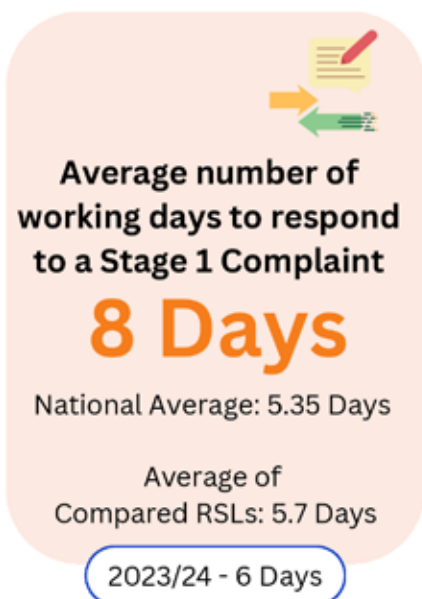 Average number of
working days to respond
to a Stage 1 Complaint
8 Days
National Average: 5.35 Days
Average of
Compared RSLs: 5.7 Days
2023/24 - 6 Days